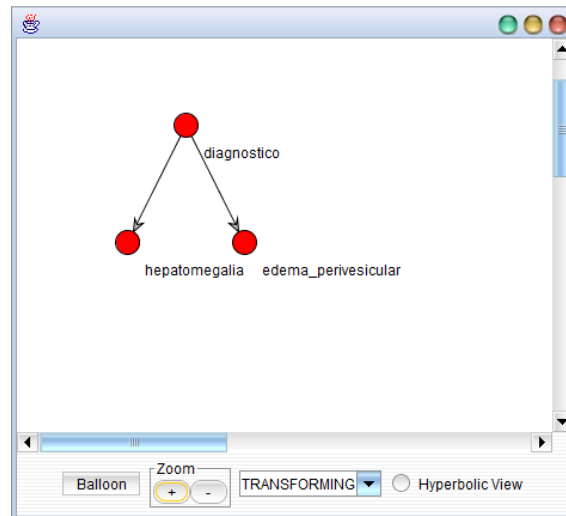 diagnostico
hepatomegalia
edema_perivesicular
Zoom
Balloon
+
-
TRANSFORMING
Hyperbolic View